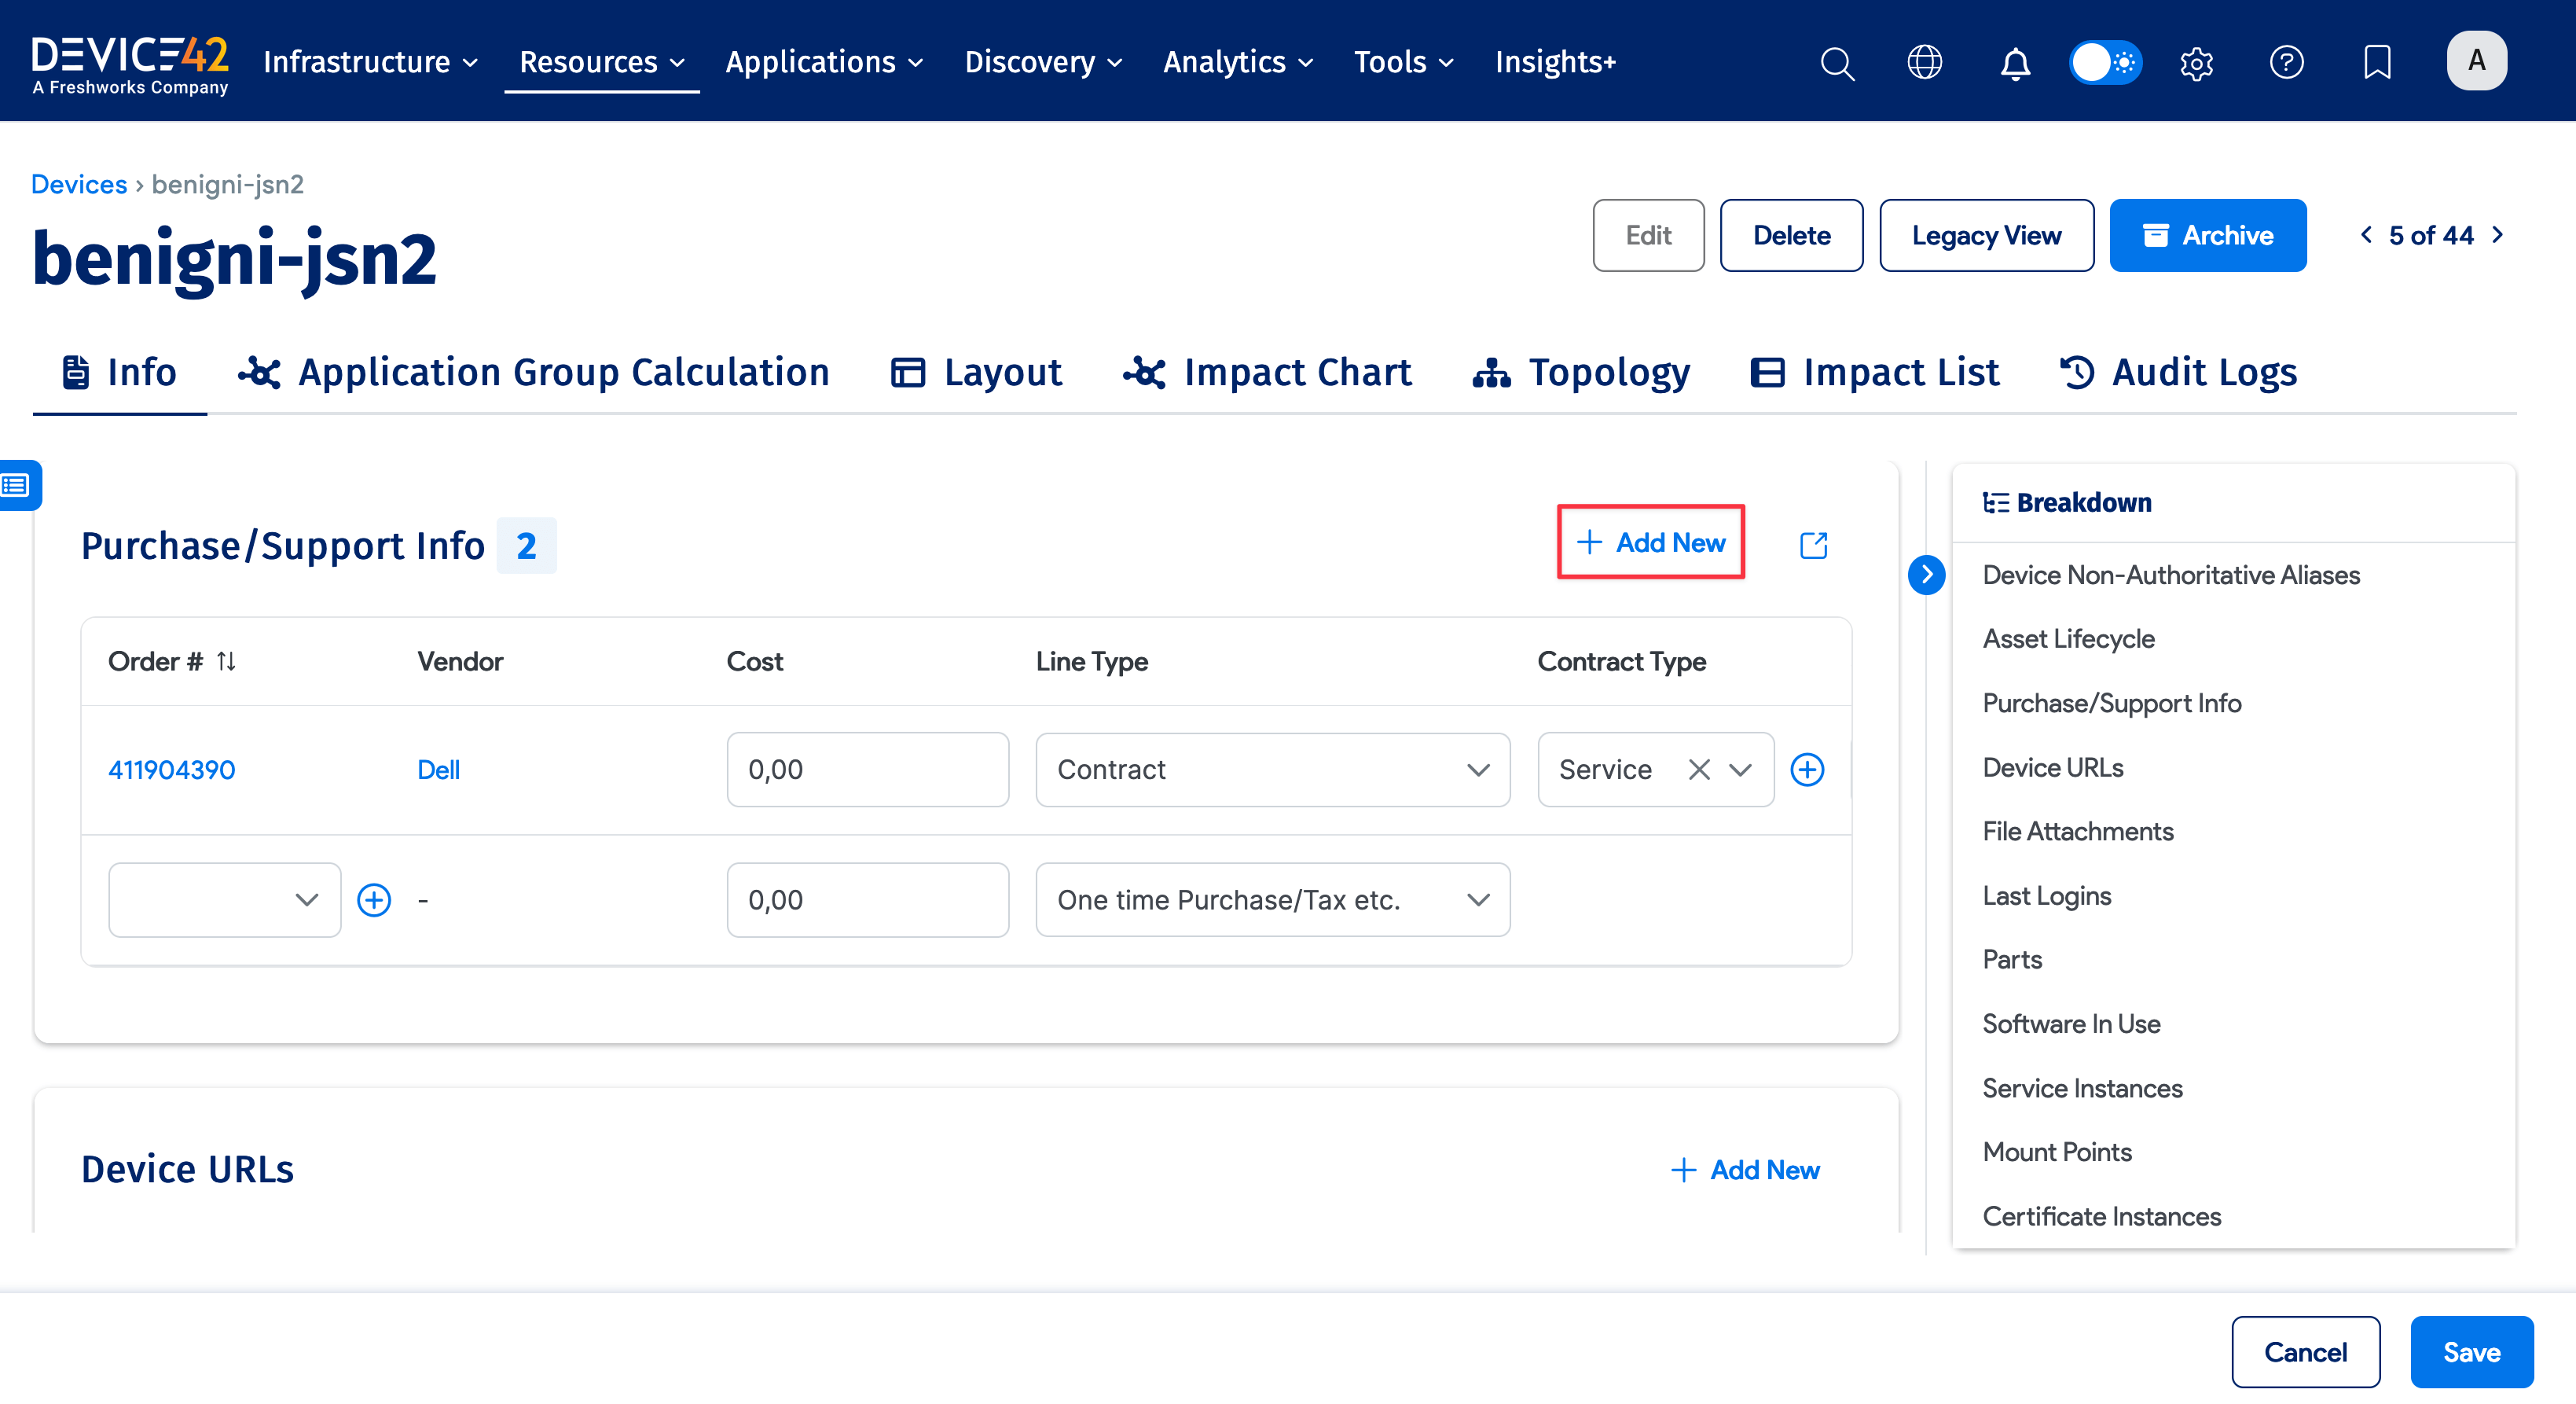 DEVICE42
A Freshworks Company
Infrastructure Resources Applications Discovery Analytics Tools Insights+
A
Devices › benigni-jsn2
benigni-jsn2
Edit Delete Legacy View Archive 5 of 44
Info Application Group Calculation Layout Impact Chart Topology Impact List Audit Logs
Purchase/Support Info 2
+ Add New
Order # Vendor Cost Line Type Contract Type
411904390 Dell 0,00 Contract Service
- 0,00 One time Purchase/Tax etc.
Device URLs
+ Add New
Breakdown
Device Non-Authoritative Aliases
Asset Lifecycle
Purchase/Support Info
Device URLs
File Attachments
Last Logins
Parts
Software In Use
Service Instances
Mount Points
Certificate Instances
Cancel Save